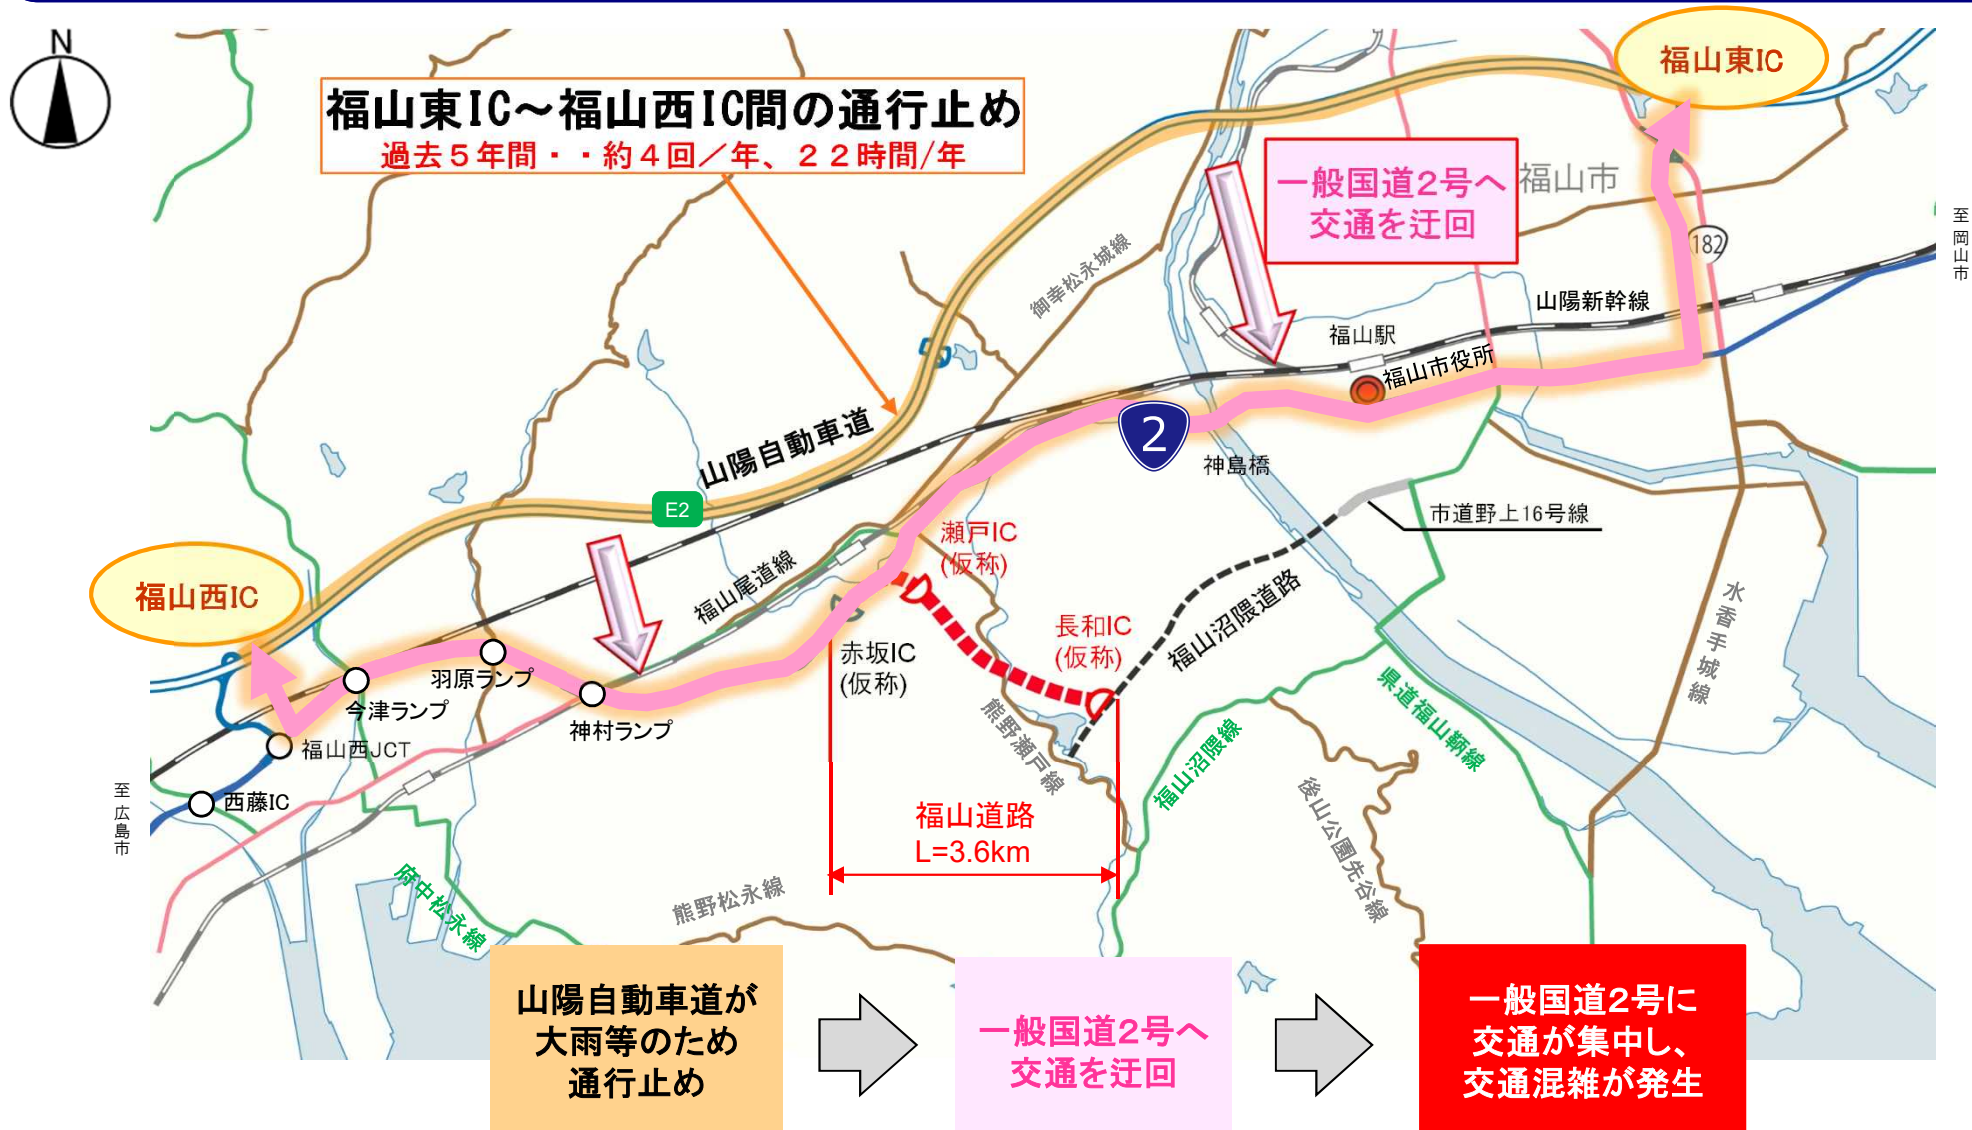 N
福山東IC
福山東IC～福山西IC間の通行止め
過去５年間・・約４回／年、２２時間/年
一般国道2号へ
交通を迂回
福山市
182
至岡山市
御幸松永城線
山陽新幹線
福山駅
福山市役所
2
山陽自動車道
神島橋
E2
市道野上16号線
瀬戸IC
(仮称)
福山西IC
福山尾道線
福山沼隈道路
水呑手城線
長和IC
(仮称)
赤坂IC
(仮称)
羽原ランプ
今津ランプ
神村ランプ
福山西JCT
西藤IC
至広島市
熊野瀬戸線
県道福山鞆線
福山沼隈線
後山公園先谷線
福山道路
L=3.6km
府中松永線
熊野松永線
山陽自動車道が
大雨等のため
通行止め
一般国道2号へ
交通を迂回
一般国道2号に
交通が集中し、
交通混雑が発生